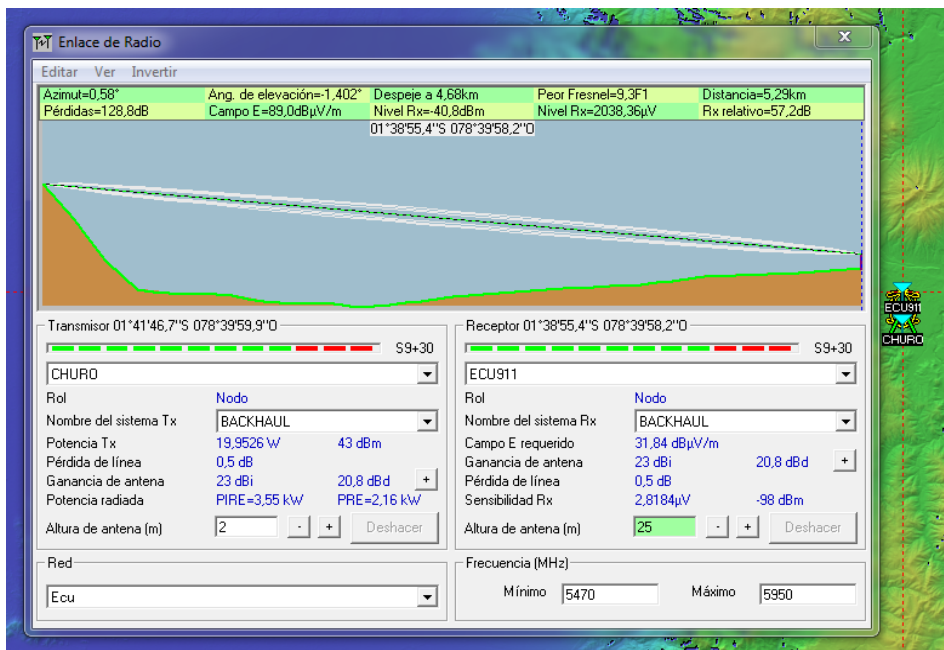 Enlace de Radio
Editar Ver Invertir
Azimut=0,58° Ang. de elevación=-1,402° Despeje a 4,68km Peor Fresnel=9,3F1 Distancia=5,29km
Pérdidas=128,8dB Campo E=89,0dBµV/m Nivel Rx=-40,8dBm Nivel Rx=2038,36µV Rx relativo=57,2dB
01°38'55,4"S 078°39'58,2"O
Transmisor 01°41'46,7"S 078°39'59,9"O
S9+30
CHURO
Rol Nodo
Nombre del sistema Tx BACKHAUL
Potencia Tx 19,9526 W 43 dBm
Pérdida de línea 0,5 dB
Ganancia de antena 23 dBi 20,8 dBd +
Potencia radiada PIRE=3,55 kW PRE=2,16 kW
Altura de antena (m) 2 - + Deshacer
Red
Ecu
Receptor 01°38'55,4"S 078°39'58,2"O
S9+30
ECU911
Rol Nodo
Nombre del sistema Rx BACKHAUL
Campo E requerido 31,84 dBµV/m
Ganancia de antena 23 dBi 20,8 dBd +
Pérdida de línea 0,5 dB
Sensibilidad Rx 2,8184µV -98 dBm
Altura de antena (m) 25 - + Deshacer
Frecuencia (MHz)
Mínimo 5470 Máximo 5950
ECU911
CHURO